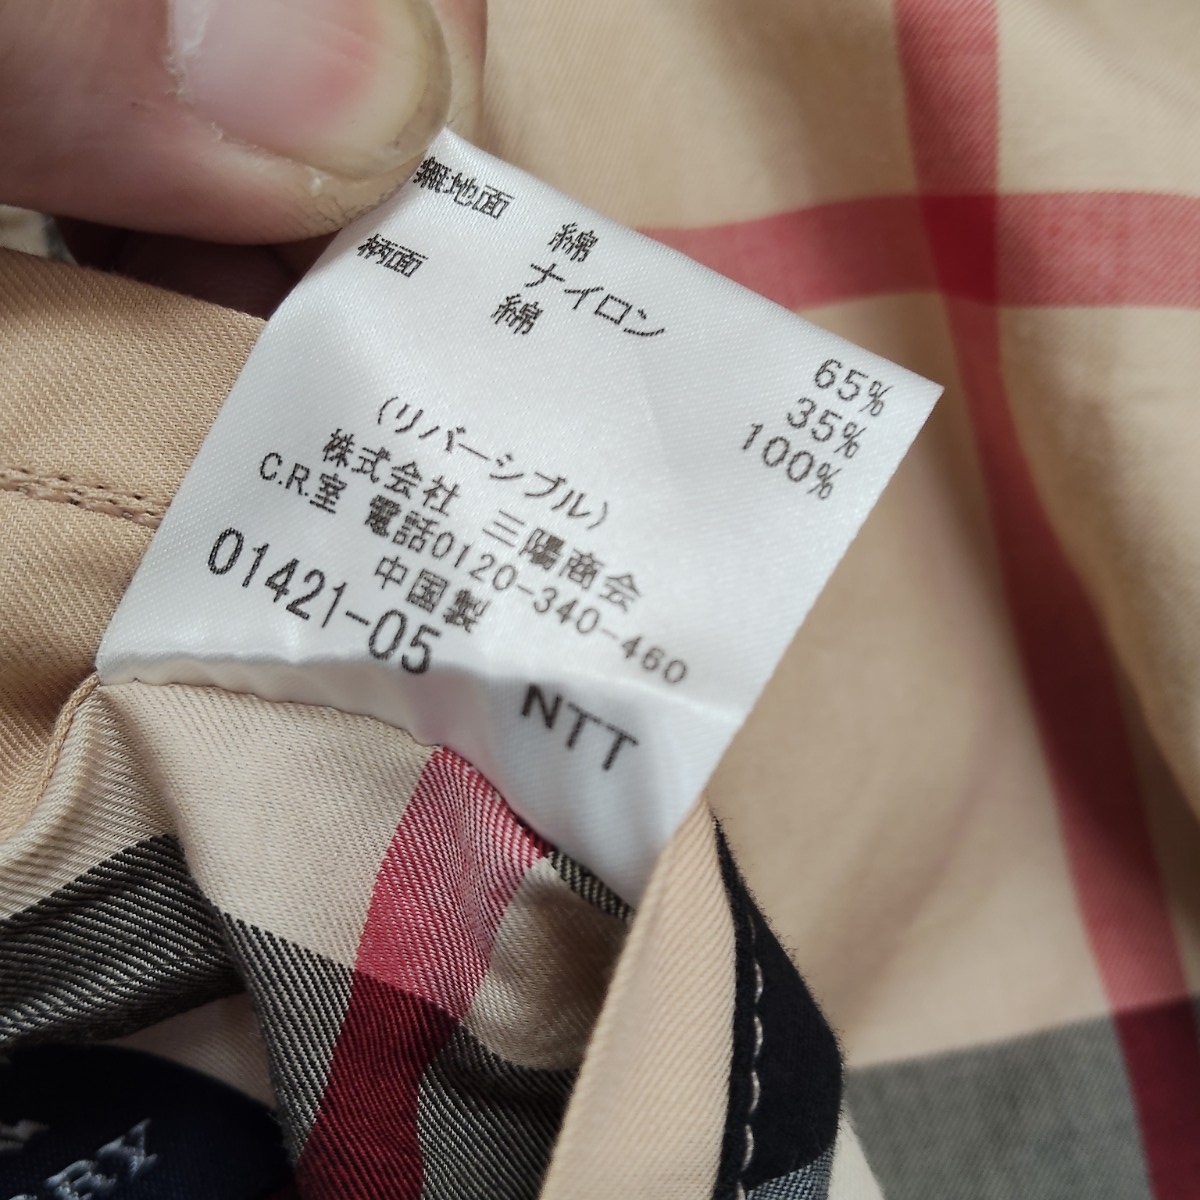 無地面 綿 65%
ナイロン 35%
柄面 綿 100%
(リバーシブル)
株式会社 三陽商会
C.R.室 電話0120-340-460
中国製
01421-05
NTT